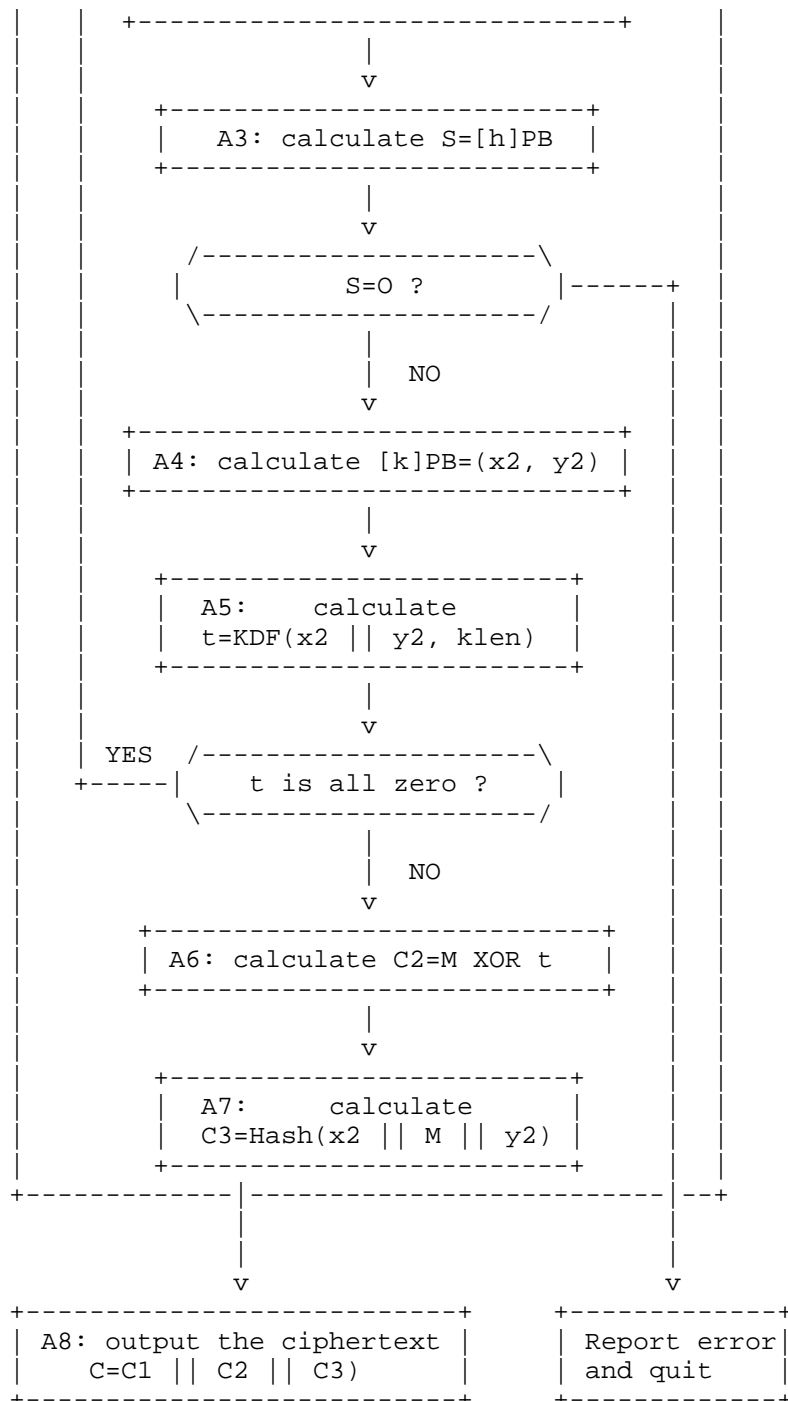 A3: calculate S=[h]PB
S=O ?
NO
A4: calculate [k]PB=(x2, y2)
A5: calculate
t=KDF(x2 || y2, klen)
YES
t is all zero ?
NO
A6: calculate C2=M XOR t
A7: calculate
C3=Hash(x2 || M || y2)
A8: output the ciphertext
C=C1 || C2 || C3)
Report error
and quit